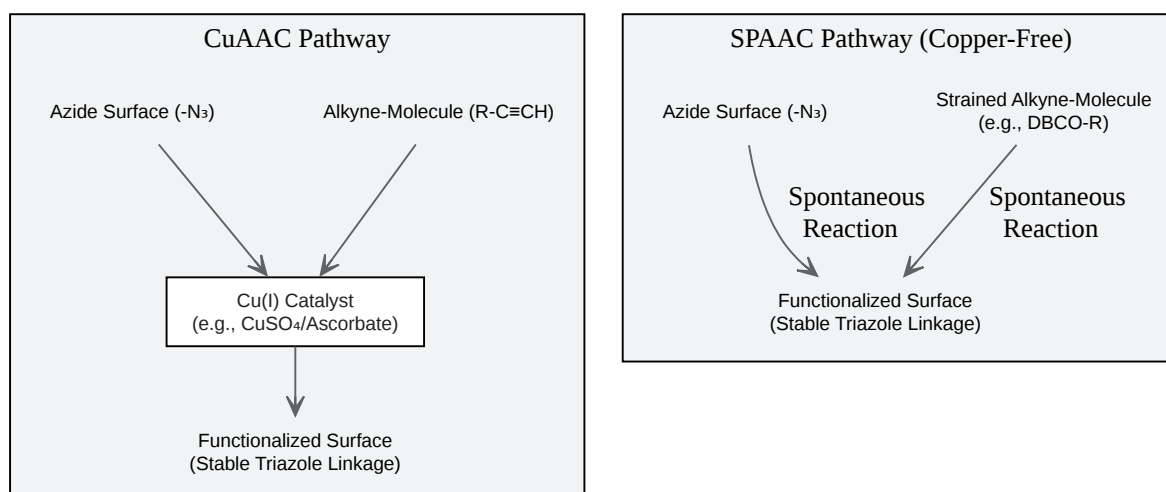 CuAAC Pathway
Azide Surface (-N₃)
Alkyne-Molecule (R-C≡CH)
Cu(I) Catalyst
(e.g., CuSO₄/Ascorbate)
Functionalized Surface
(Stable Triazole Linkage)
SPAAC Pathway (Copper-Free)
Azide Surface (-N₃)
Strained Alkyne-Molecule
(e.g., DBCO-R)
Spontaneous
Reaction
Spontaneous
Reaction
Functionalized Surface
(Stable Triazole Linkage)